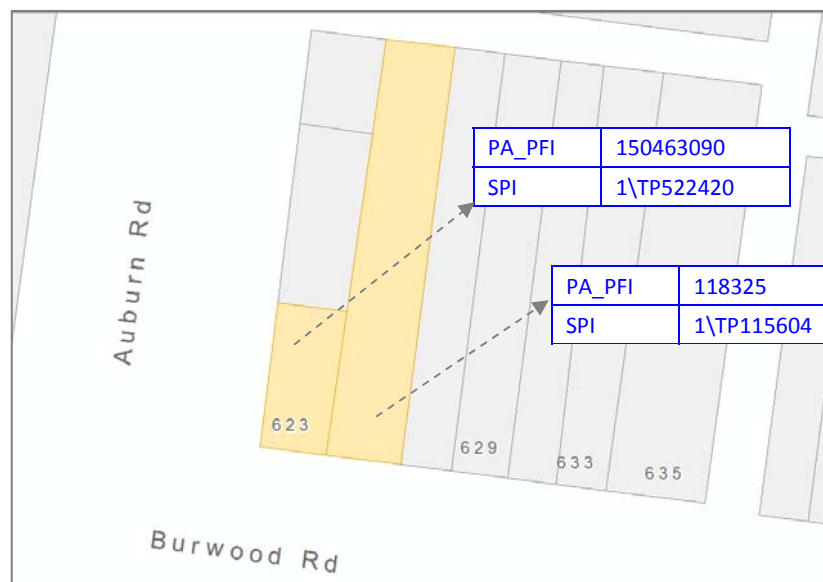 PA_PFI 150463090
SPI 1\TP522420
Auburn Rd
PA_PFI 118325
SPI 1\TP115604
623
629
633
635
Burwood Rd